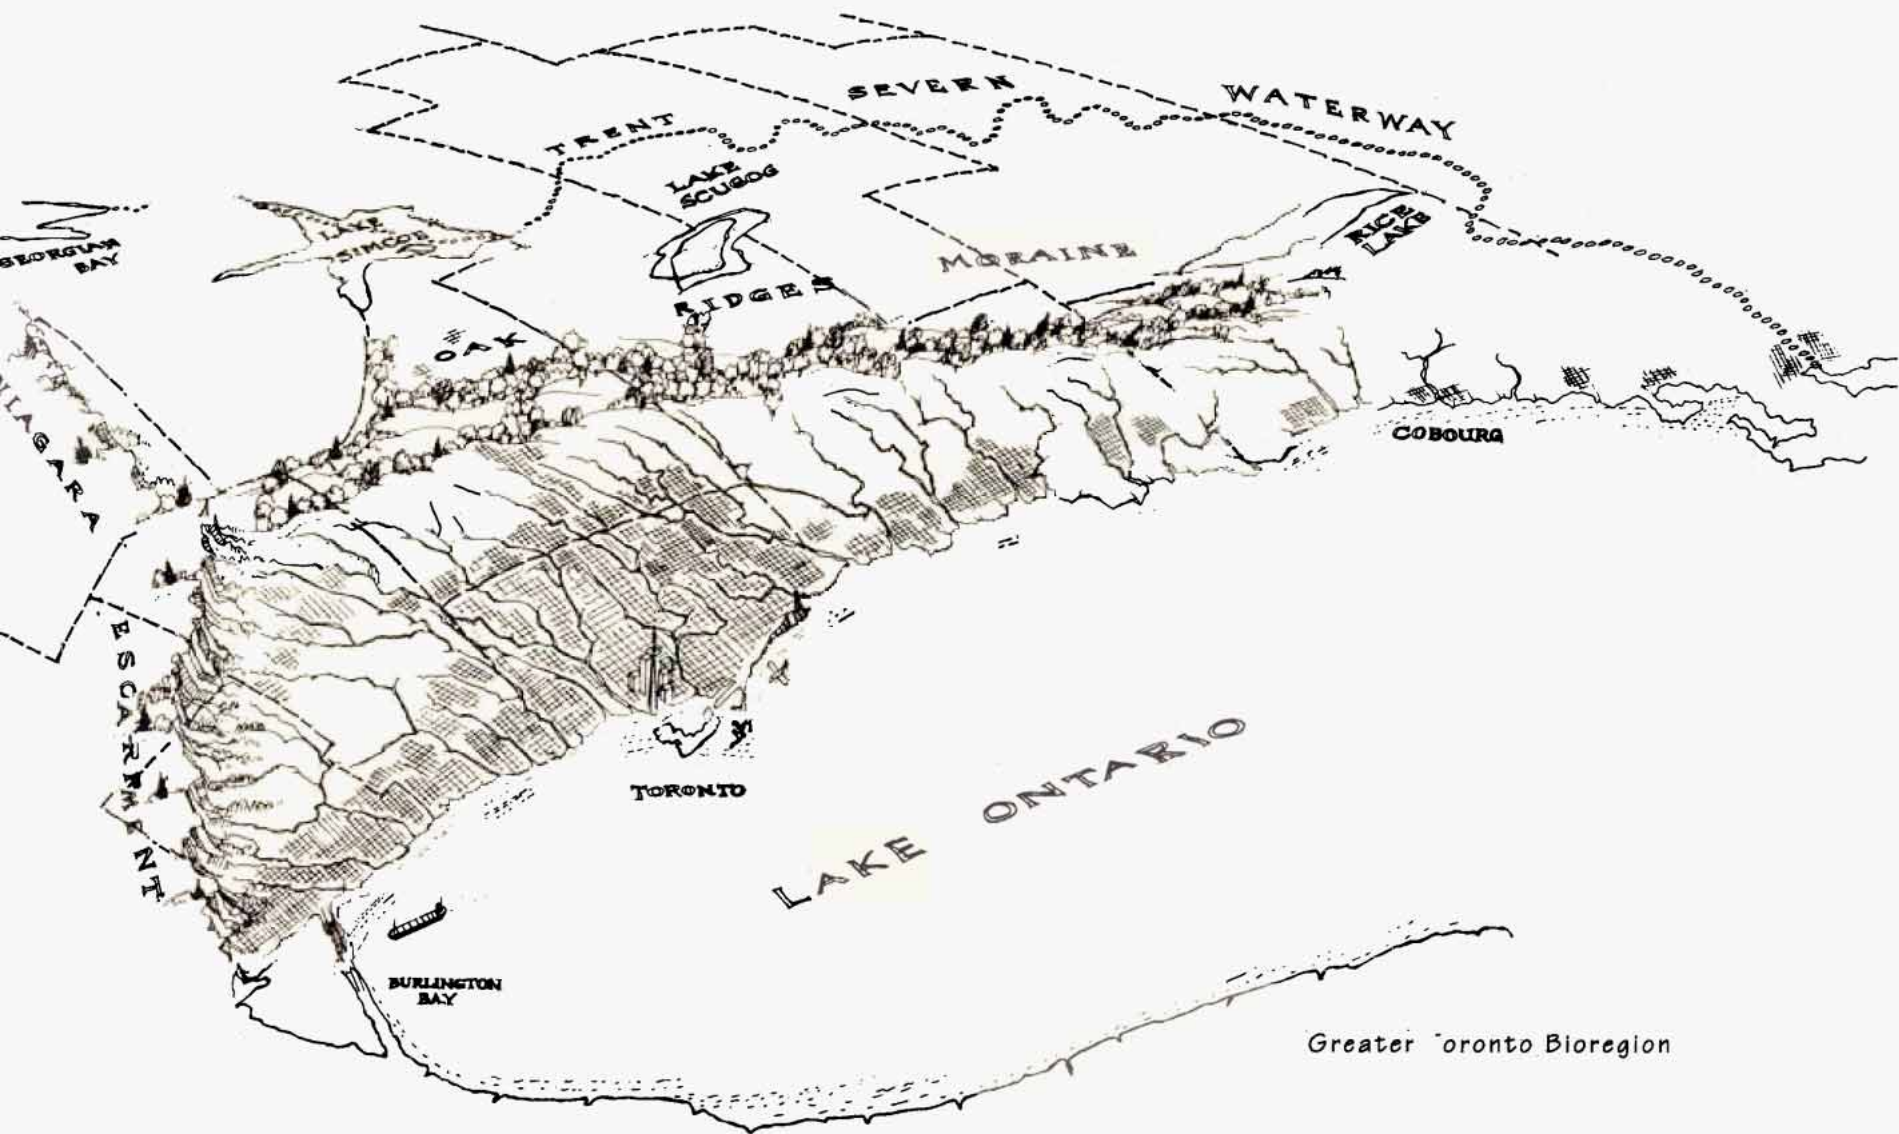 SEVERN
WATERWAY
TRENT
LAKE
SCUGOG
LAKE
SIMCOE
GEORGIAN
BAY
RICE
LAKE
OAK
RIDGES
MORAINE
COBOURG
ESCARPMENT
TORONTO
LAKE
ONTARIO
BURLINGTON
BAY
Greater oronto Bioregion